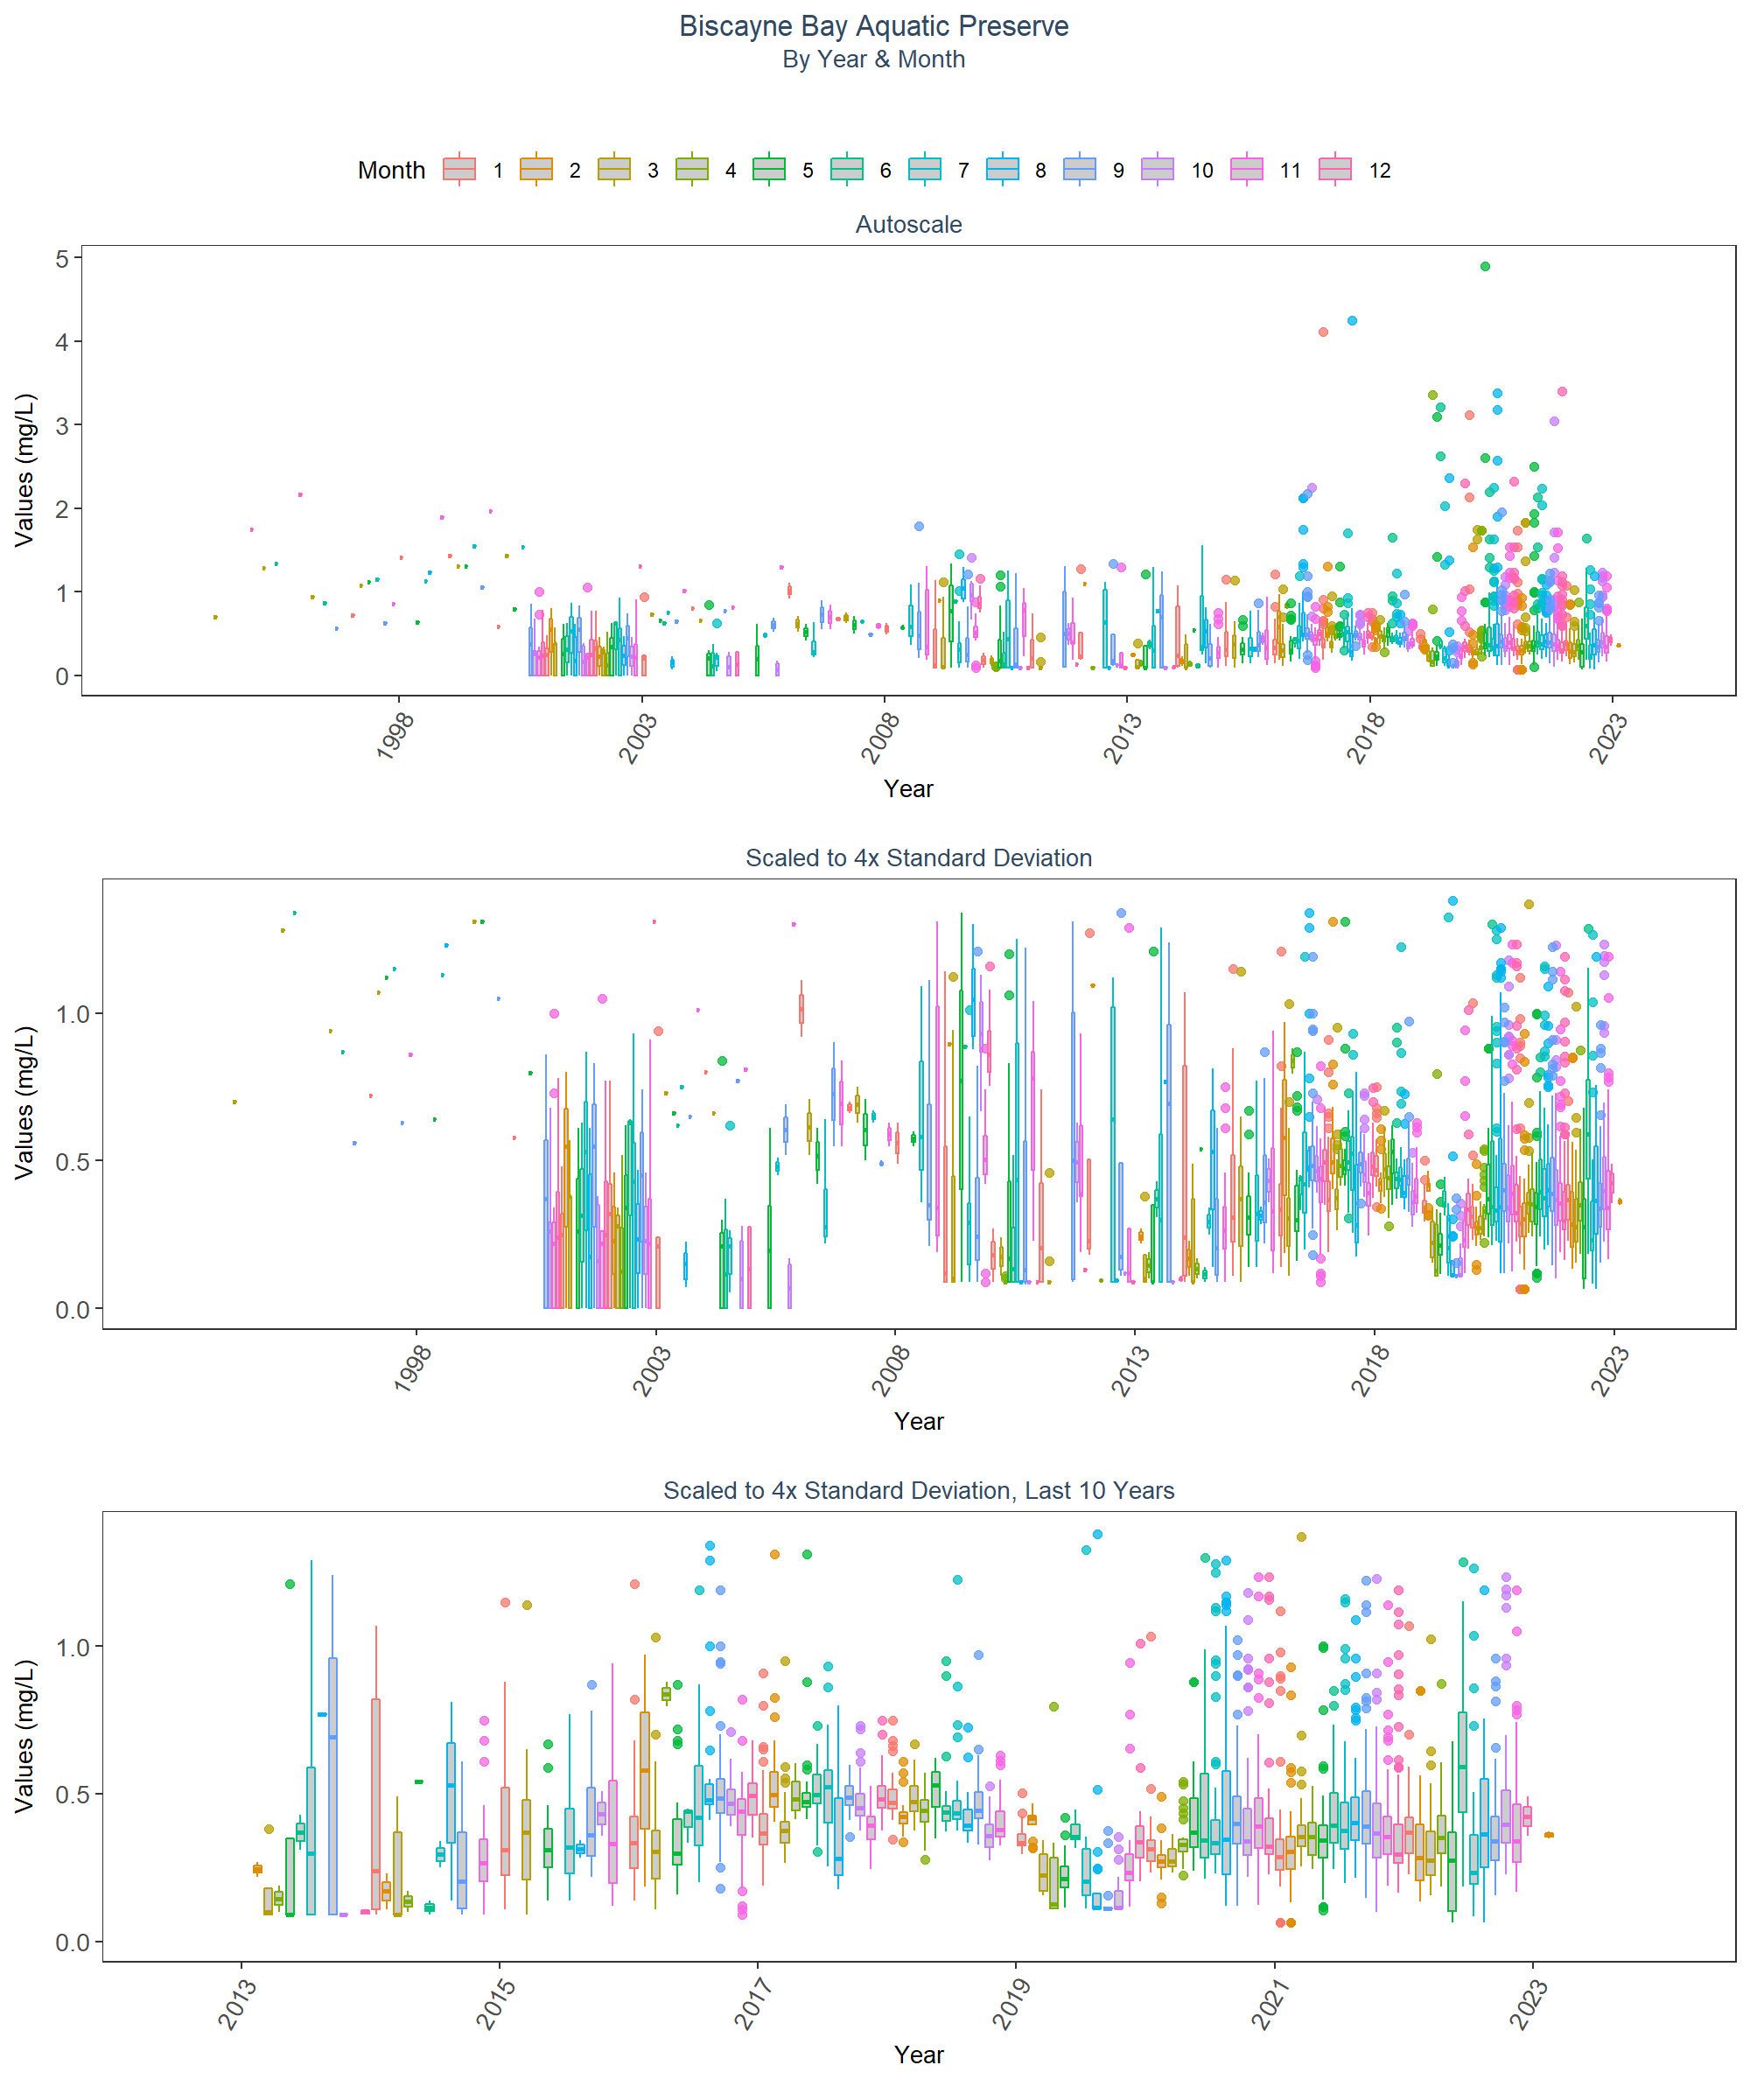 Biscayne Bay Aquatic Preserve
By Year & Month
Month 1 2 3 4 5 6 7 8 9 10 11 12
Autoscale
5
4
3
2
1
0
Values (mg/L)
1998 2003 2008 2013 2018 2023
Year
Scaled to 4x Standard Deviation
1.0
0.5
0.0
Values (mg/L)
1998 2003 2008 2013 2018 2023
Year
Scaled to 4x Standard Deviation, Last 10 Years
1.0
0.5
0.0
Values (mg/L)
2013 2015 2017 2019 2021 2023
Year